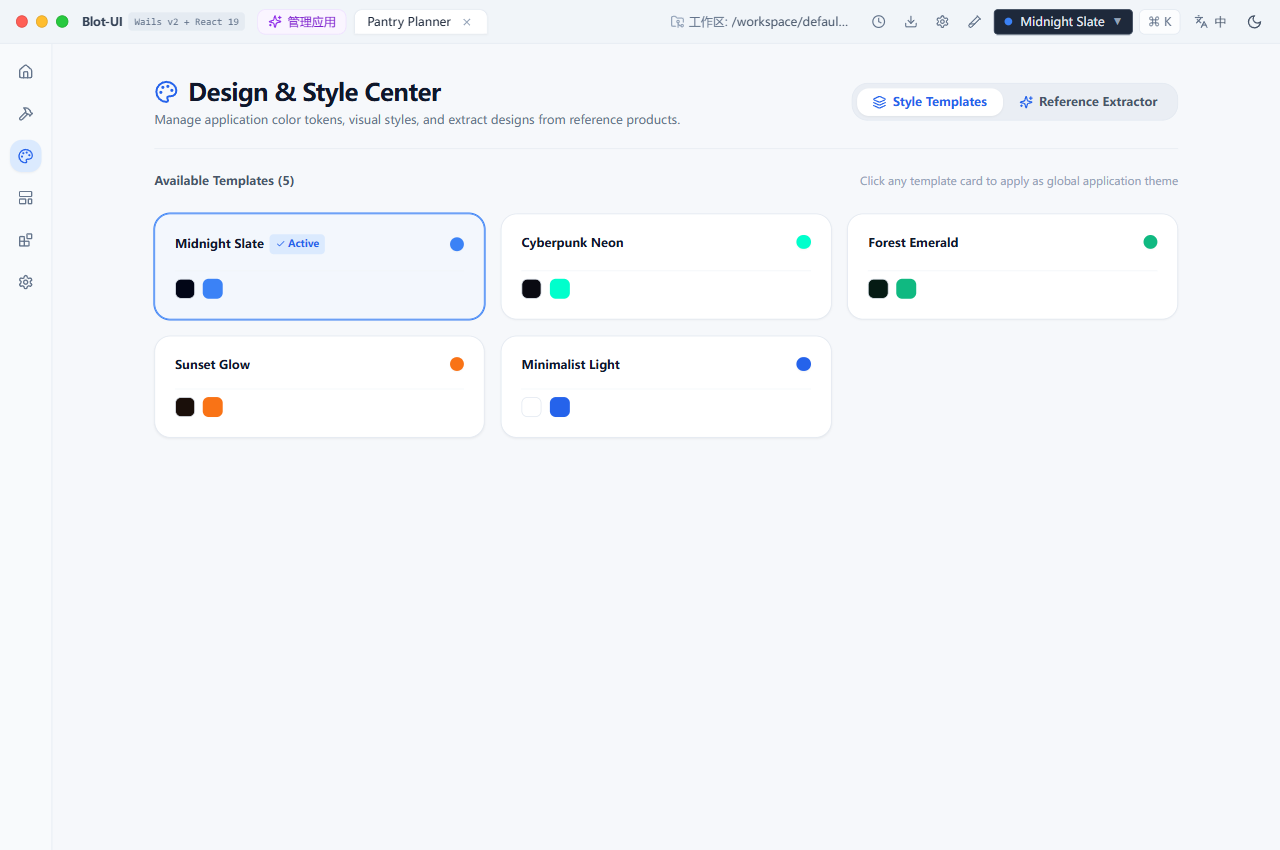 Blot-UI
Wails v2 + React 19
管理应用
Pantry Planner
工作区: /workspace/defaul...
Midnight Slate
⌘ K
中
Design & Style Center
Manage application color tokens, visual styles, and extract designs from reference products.
Style Templates
Reference Extractor
Available Templates (5)
Click any template card to apply as global application theme
Midnight Slate
Active
Cyberpunk Neon
Forest Emerald
Sunset Glow
Minimalist Light